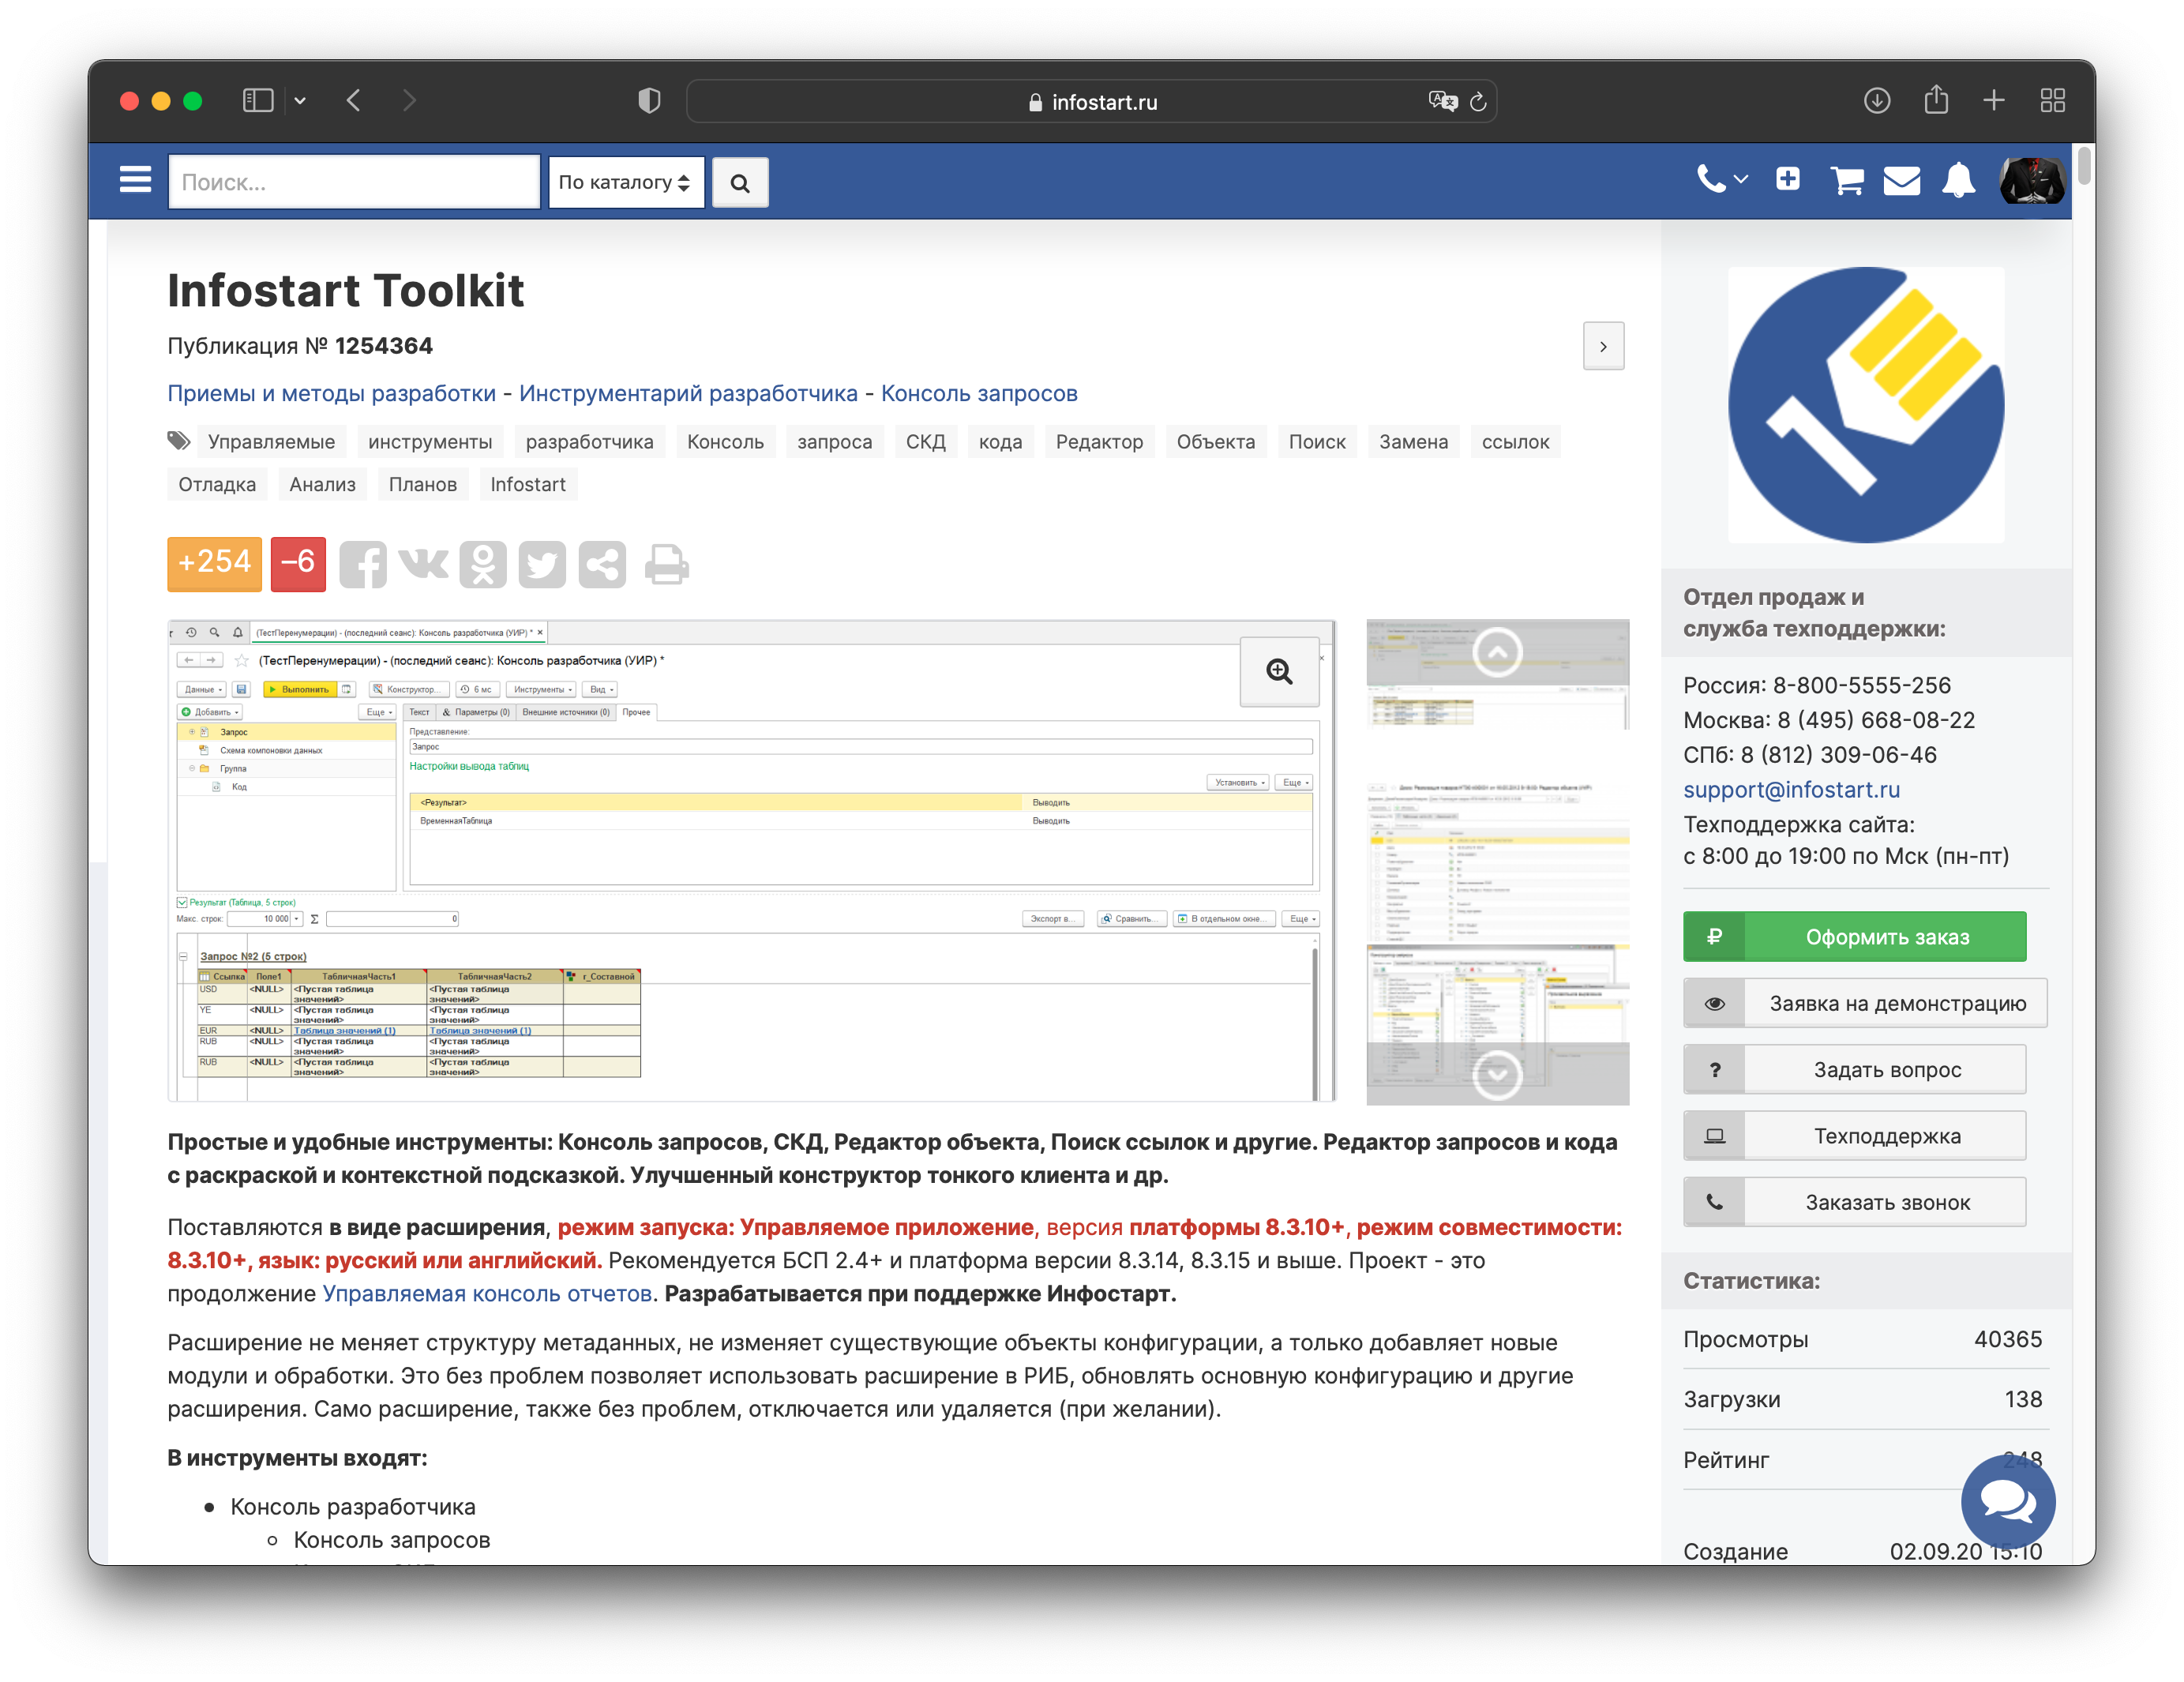 infostart.ru
Поиск...
По каталогу
Infostart Toolkit
Публикация № 1254364
Приемы и методы разработки - Инструментарий разработчика - Консоль запросов
Управляемые инструменты разработчика Консоль запроса СКД кода Редактор Объекта Поиск Замена ссылок
Отладка Анализ Планов Infostart
+254 –6
(ТестПеренумерации) - (последний сеанс): Консоль разработчика (УИР) * ×
(ТестПеренумерации) - (последний сеанс): Консоль разработчика (УИР) *
Данные Выполнить Конструктор... 6 мс Инструменты Вид
Добавить Еще Текст & Параметры (0) Внешние источники (0) Прочее
Запрос
Схема компоновки данных
Группа
Код
Представление:
Запрос
Настройки вывода таблиц
Установить Еще
<Результат> Выводить
ВременнаяТаблица Выводить
Результат (Таблица, 5 строк)
Макс. строк: 10 000 Σ 0 Экспорт в... Сравнить... В отдельном окне... Еще
Запрос №2 (5 строк)
Ссылка Поле1 ТабличнаяЧасть1 ТабличнаяЧасть2 г_Составной
USD <NULL> <Пустая таблица значений> <Пустая таблица значений>
YE <NULL> <Пустая таблица значений> <Пустая таблица значений>
EUR <NULL> Таблица значений (1) Таблица значений (1)
RUB <NULL> <Пустая таблица значений> <Пустая таблица значений>
RUB <NULL> <Пустая таблица значений> <Пустая таблица значений>
Простые и удобные инструменты: Консоль запросов, СКД, Редактор объекта, Поиск ссылок и другие. Редактор запросов и кода
с раскраской и контекстной подсказкой. Улучшенный конструктор тонкого клиента и др.
Поставляются в виде расширения, режим запуска: Управляемое приложение, версия платформы 8.3.10+, режим совместимости:
8.3.10+, язык: русский или английский. Рекомендуется БСП 2.4+ и платформа версии 8.3.14, 8.3.15 и выше. Проект - это
продолжение Управляемая консоль отчетов. Разрабатывается при поддержке Инфостарт.
Расширение не меняет структуру метаданных, не изменяет существующие объекты конфигурации, а только добавляет новые
модули и обработки. Это без проблем позволяет использовать расширение в РИБ, обновлять основную конфигурацию и другие
расширения. Само расширение, также без проблем, отключается или удаляется (при желании).
В инструменты входят:
Консоль разработчика
Консоль запросов
Отдел продаж и
служба техподдержки:
Россия: 8-800-5555-256
Москва: 8 (495) 668-08-22
СПб: 8 (812) 309-06-46
support@infostart.ru
Техподдержка сайта:
с 8:00 до 19:00 по Мск (пн-пт)
Оформить заказ
Заявка на демонстрацию
Задать вопрос
Техподдержка
Заказать звонок
Статистика:
Просмотры 40365
Загрузки 138
Рейтинг 248
Создание 02.09.20 15:10